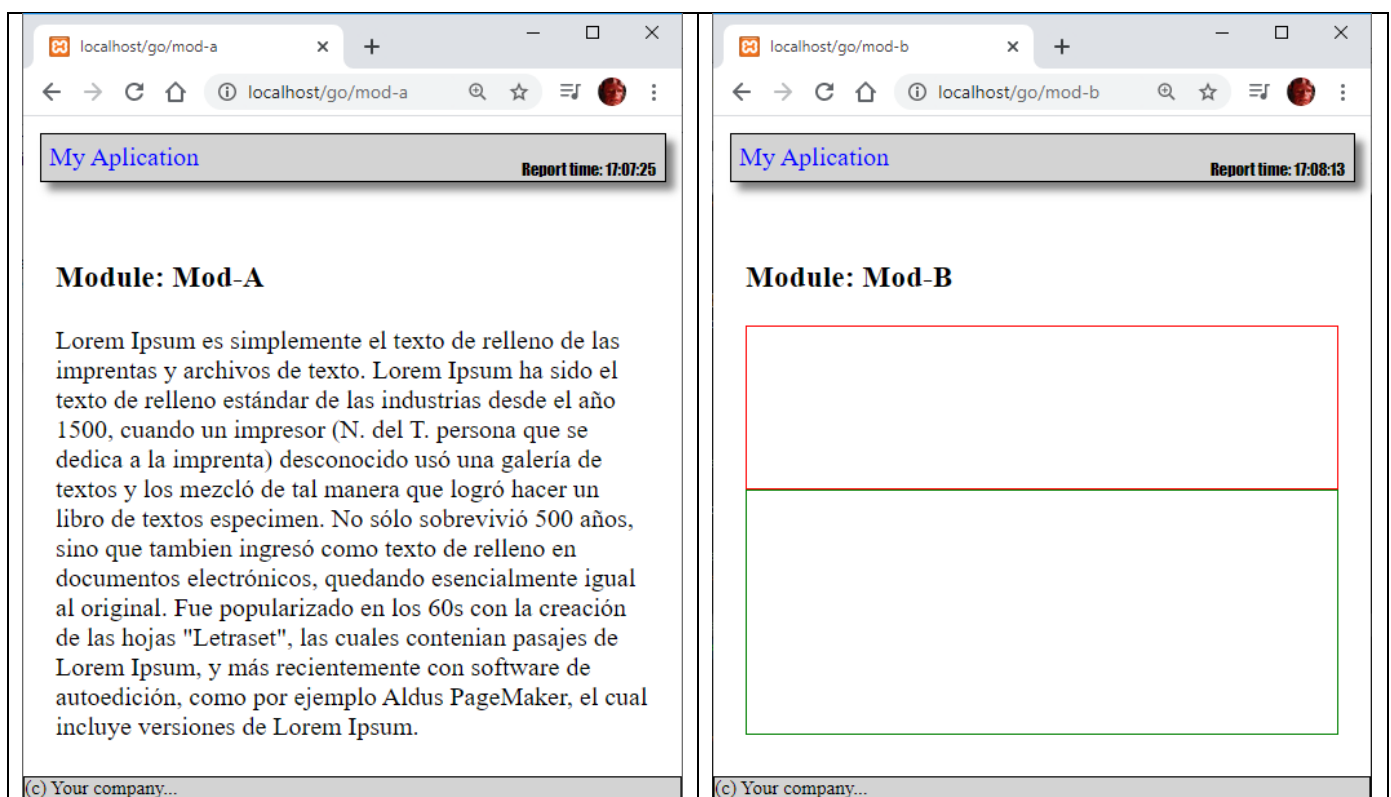 localhost/go/mod-a
localhost/go/mod-a
My Aplication
Report time: 17:07:25
Module: Mod-A
Lorem Ipsum es simplemente el texto de relleno de las
imprentas y archivos de texto. Lorem Ipsum ha sido el
texto de relleno estándar de las industrias desde el año
1500, cuando un impresor (N. del T. persona que se
dedica a la imprenta) desconocido usó una galería de
textos y los mezcló de tal manera que logró hacer un
libro de textos especimen. No sólo sobrevivió 500 años,
sino que tambien ingresó como texto de relleno en
documentos electrónicos, quedando esencialmente igual
al original. Fue popularizado en los 60s con la creación
de las hojas "Letraset", las cuales contenian pasajes de
Lorem Ipsum, y más recientemente con software de
autoedición, como por ejemplo Aldus PageMaker, el cual
incluye versiones de Lorem Ipsum.
(c) Your company...
localhost/go/mod-b
localhost/go/mod-b
My Aplication
Report time: 17:08:13
Module: Mod-B
(c) Your company...